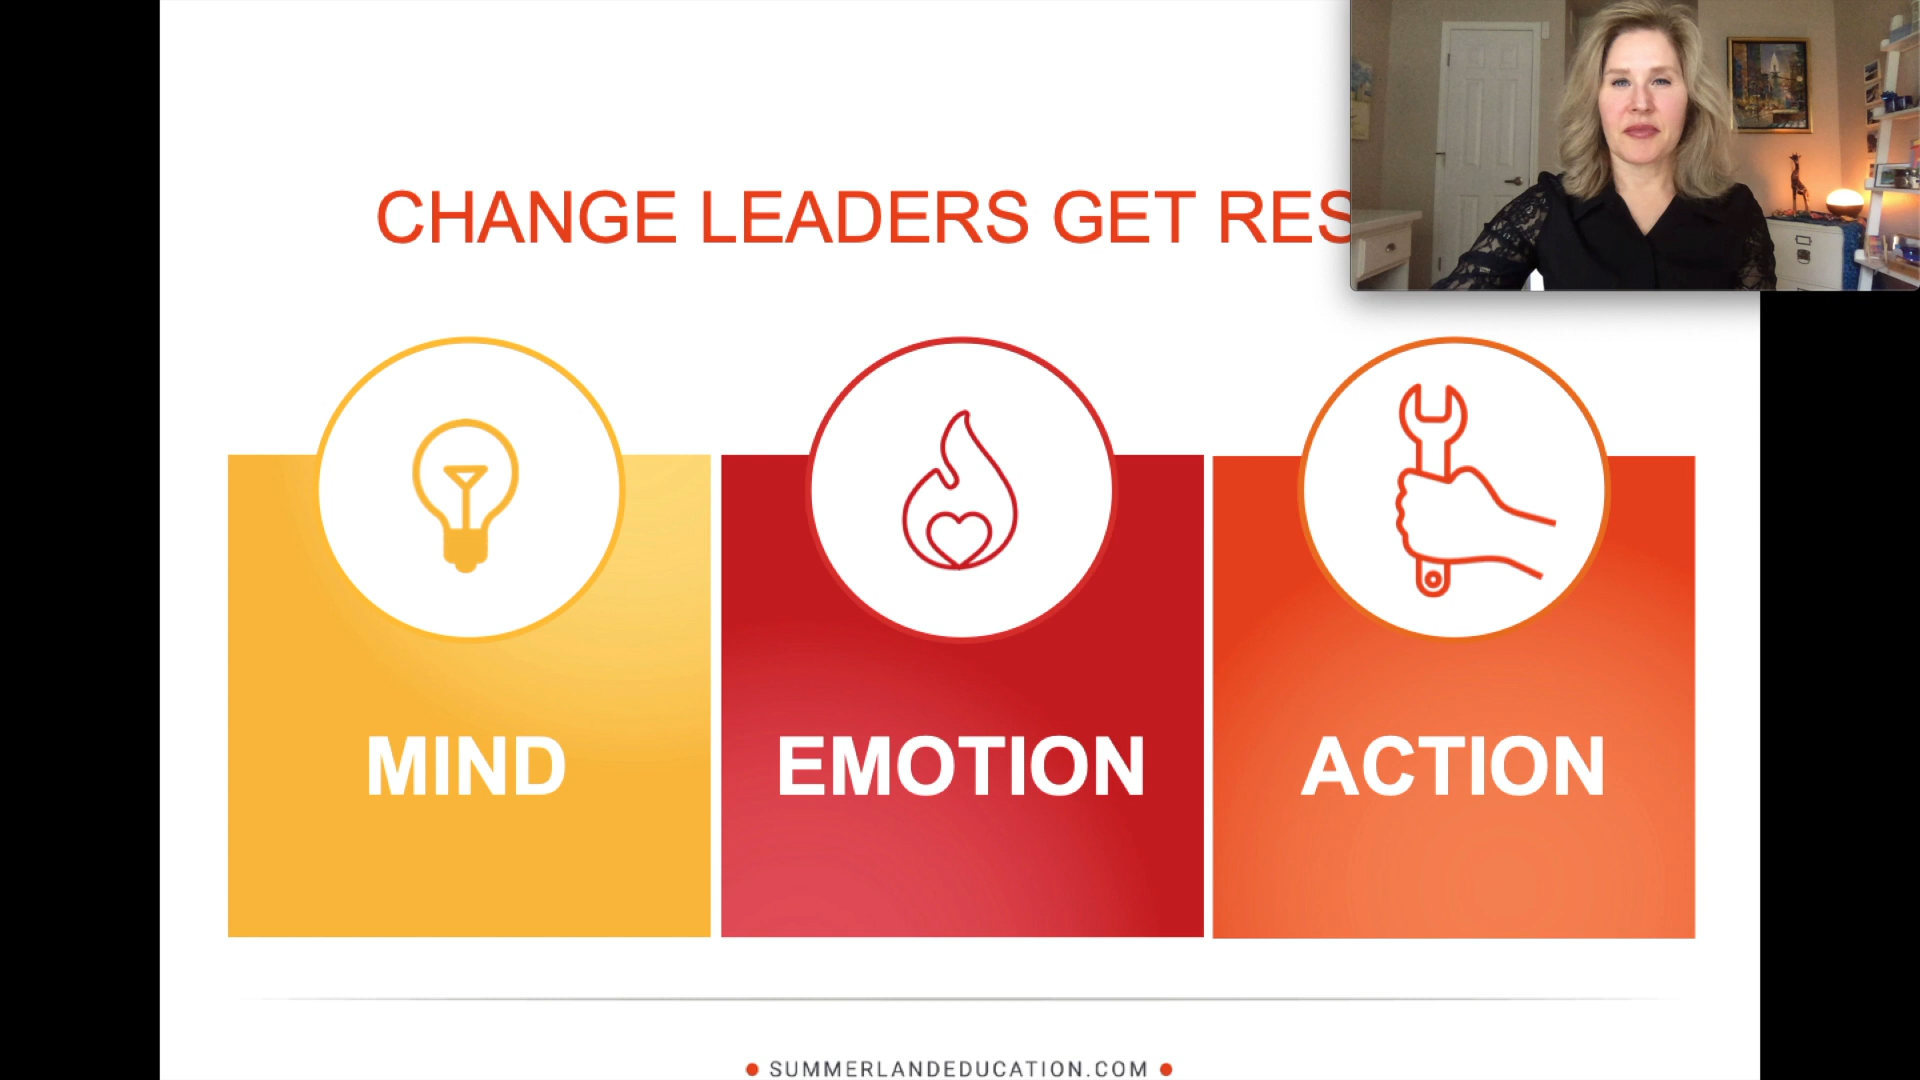 CHANGE LEADERS GET RES
MIND
EMOTION
ACTION
SUMMERLANDEDUCATION.COM